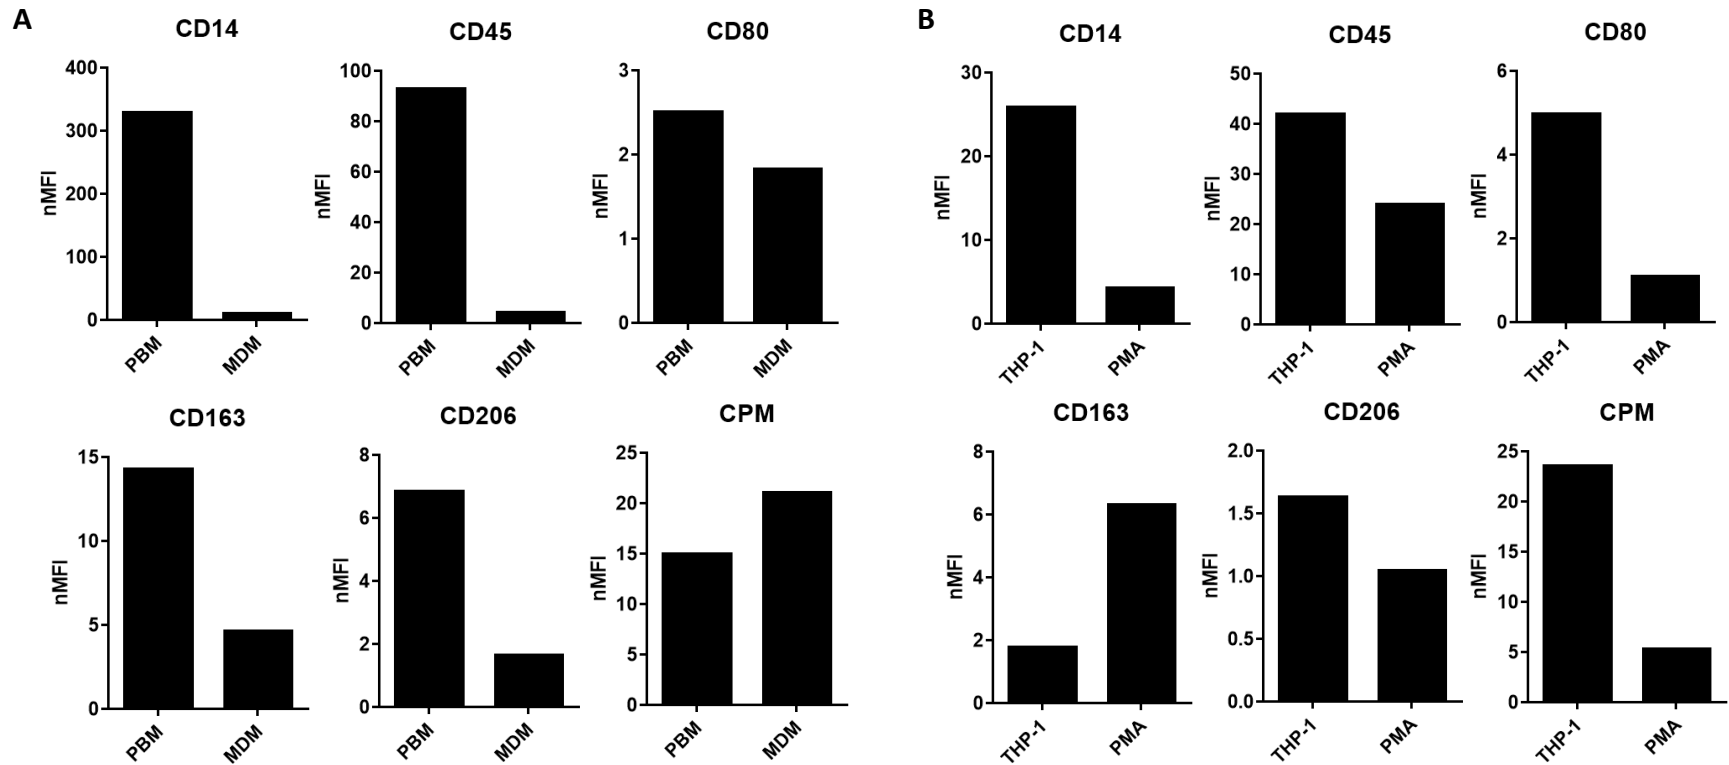 A
CD14
400
300
200
100
0
nMFI
PBM
MDM
CD45
100
80
60
40
20
0
nMFI
PBM
MDM
CD80
3
2
1
0
nMFI
PBM
MDM
CD163
15
10
5
0
nMFI
PBM
MDM
CD206
8
6
4
2
0
nMFI
PBM
MDM
CPM
25
20
15
10
5
0
nMFI
PBM
MDM
B
CD14
30
20
10
0
nMFI
THP-1
PMA
CD45
50
40
30
20
10
0
nMFI
THP-1
PMA
CD80
6
4
2
0
nMFI
THP-1
PMA
CD163
8
6
4
2
0
nMFI
THP-1
PMA
CD206
2.0
1.5
1.0
0.5
0.0
nMFI
THP-1
PMA
CPM
25
20
15
10
5
0
nMFI
THP-1
PMA